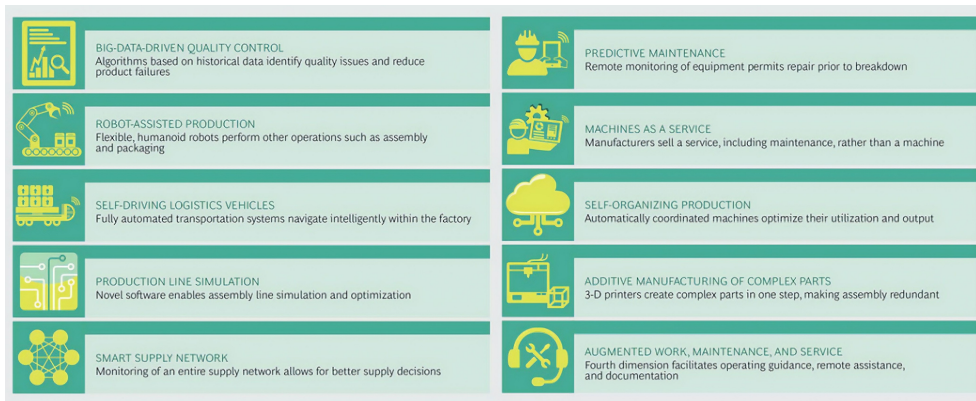 BIG-DATA-DRIVEN QUALITY CONTROL
Algorithms based on historical data identify quality issues and reduce
product failures
ROBOT-ASSISTED PRODUCTION
Flexible, humanoid robots perform other operations such as assembly
and packaging
SELF-DRIVING LOGISTICS VEHICLES
Fully automated transportation systems navigate intelligently within the factory
PRODUCTION LINE SIMULATION
Novel software enables assembly line simulation and optimization
SMART SUPPLY NETWORK
Monitoring of an entire supply network allows for better supply decisions
PREDICTIVE MAINTENANCE
Remote monitoring of equipment permits repair prior to breakdown
MACHINES AS A SERVICE
Manufacturers sell a service, including maintenance, rather than a machine
SELF-ORGANIZING PRODUCTION
Automatically coordinated machines optimize their utilization and output
ADDITIVE MANUFACTURING OF COMPLEX PARTS
3-D printers create complex parts in one step, making assembly redundant
AUGMENTED WORK, MAINTENANCE, AND SERVICE
Fourth dimension facilitates operating guidance, remote assistance,
and documentation